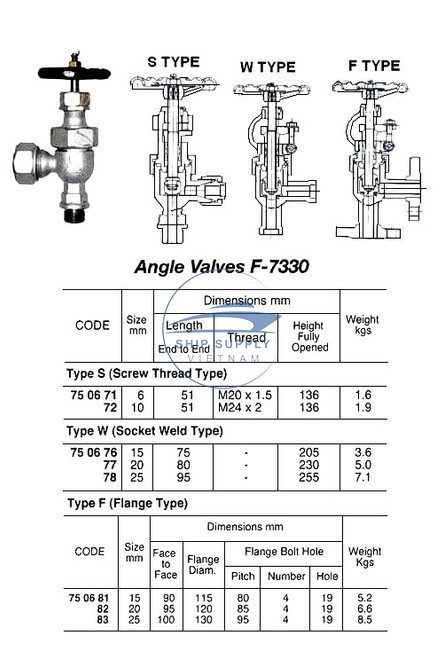 S TYPE
W TYPE
F TYPE
Angle Valves F-7330
CODE Size mm Dimensions mm Weight kgs
Length End to End Thread Height Fully Opened
SHIP SUPPLY
VIETNAM
Type S (Screw Thread Type)
75 06 71 6 51 M20 x 1.5 136 1.6
72 10 51 M24 x 2 136 1.9
Type W (Socket Weld Type)
75 06 76 15 75 - 205 3.6
77 20 80 - 230 5.0
78 25 95 - 255 7.1
Type F (Flange Type)
CODE Size mm Dimensions mm Weight Kgs
Face to Face Flange Diam. Flange Bolt Hole
Pitch Number Hole
75 06 81 15 90 115 80 4 19 5.2
82 20 95 120 85 4 19 6.6
83 25 100 130 95 4 19 8.5